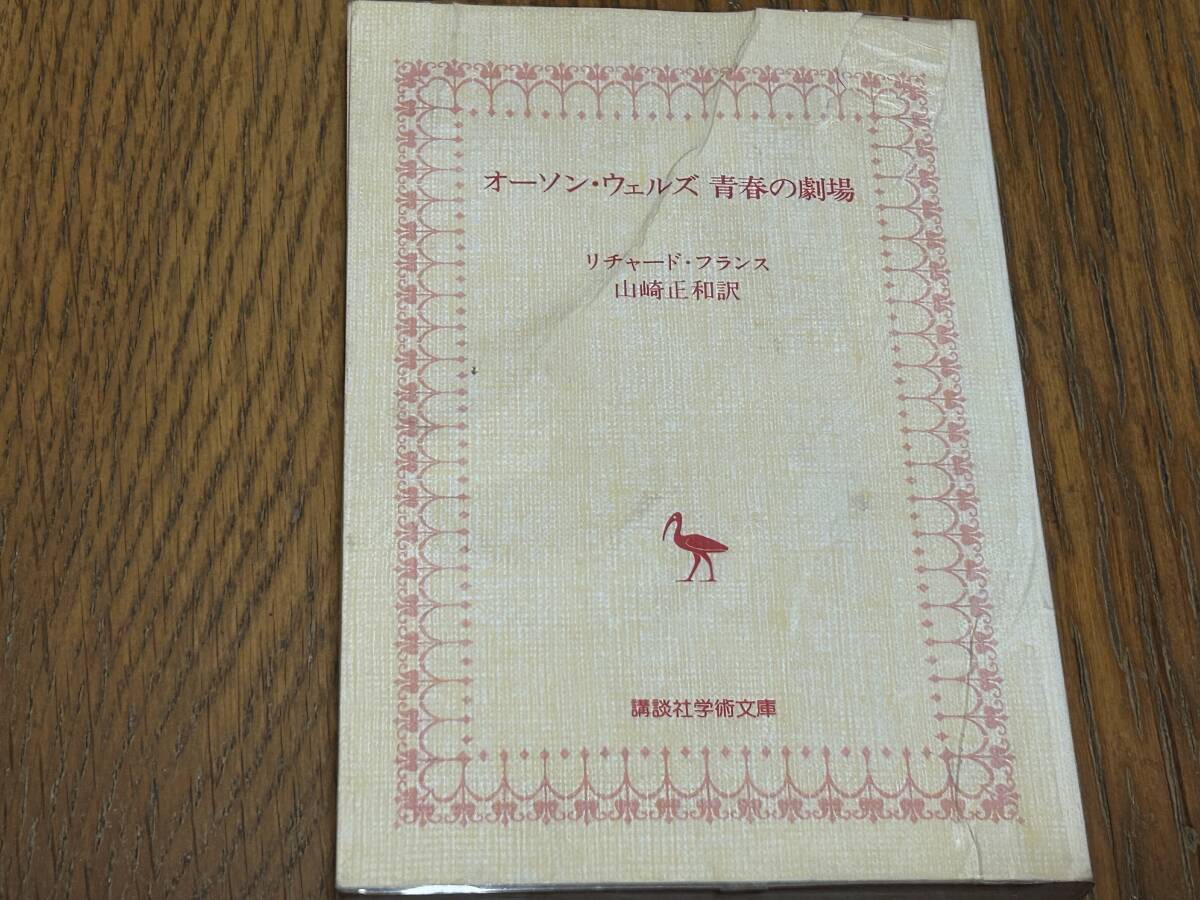 オーソン・ウェルズ 青春の劇場
リチャード・フランス
山崎正和訳
講談社学術文庫